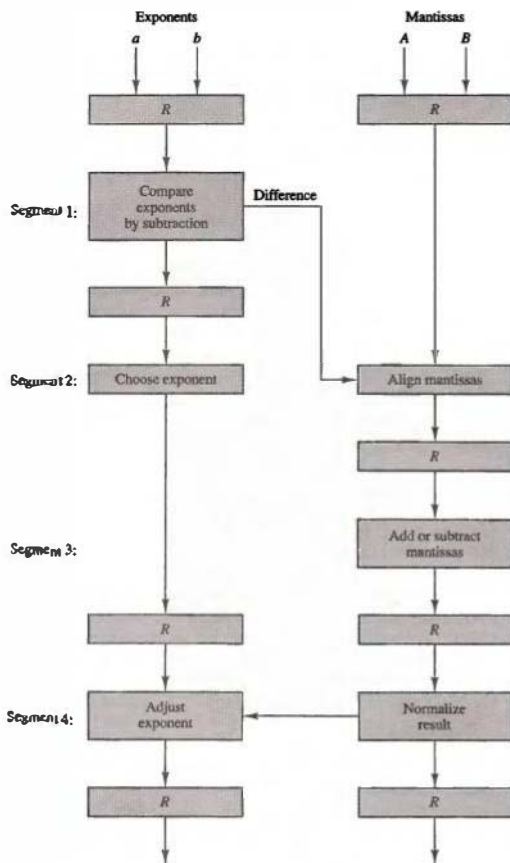 Exponents
Mantissas
a b
A B
R
R
Segment 1:
Compare
exponents
by subtraction
Difference
R
Segment 2:
Choose exponent
Align mantissas
R
Segment 3:
Add or subtract
mantissas
R
R
Segment 4:
Adjust
exponent
Normalize
result
R
R